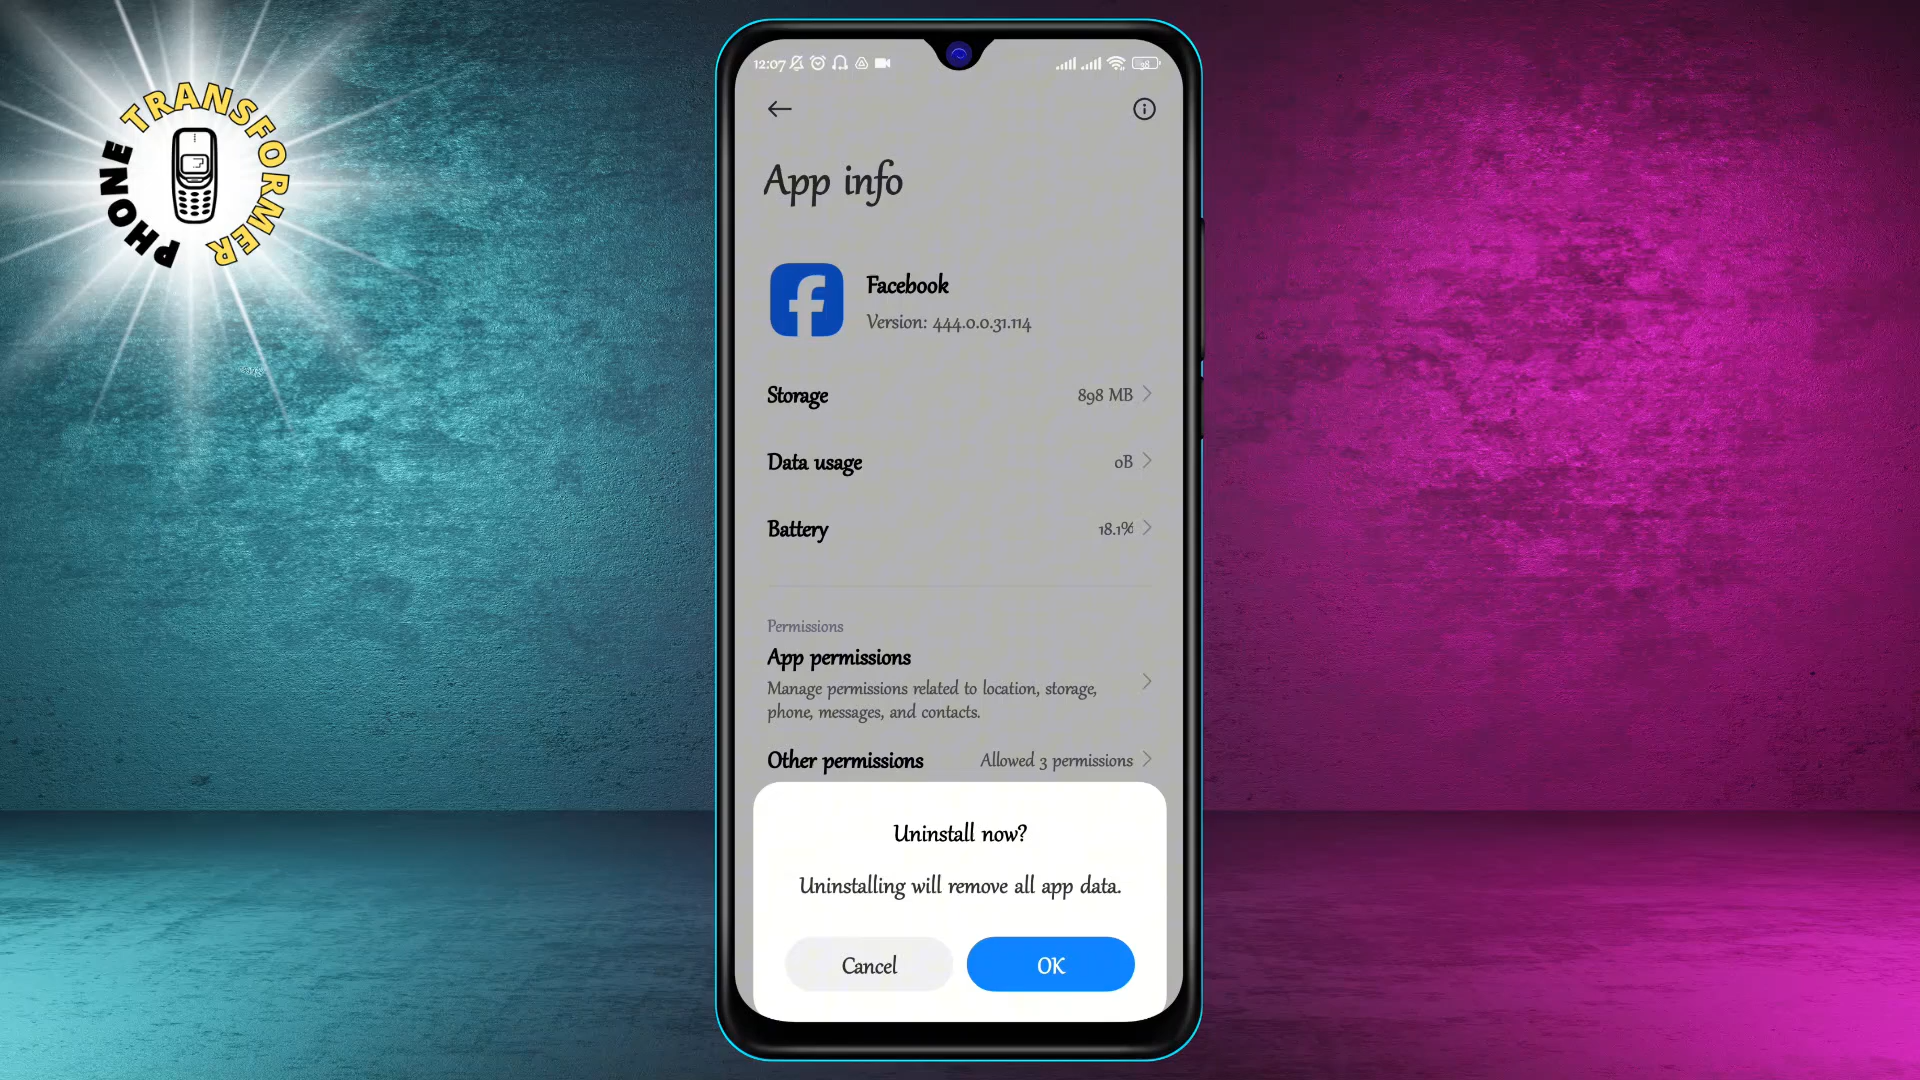 PHONE TRANSFORMER
12:07
38
App info
Facebook
Version: 444.0.0.31.114
Storage 898 MB
Data usage 0B
Battery 18.1%
Permissions
App permissions
Manage permissions related to location, storage,
phone, messages, and contacts.
Other permissions Allowed 3 permissions
Uninstall now?
Uninstalling will remove all app data.
Cancel OK